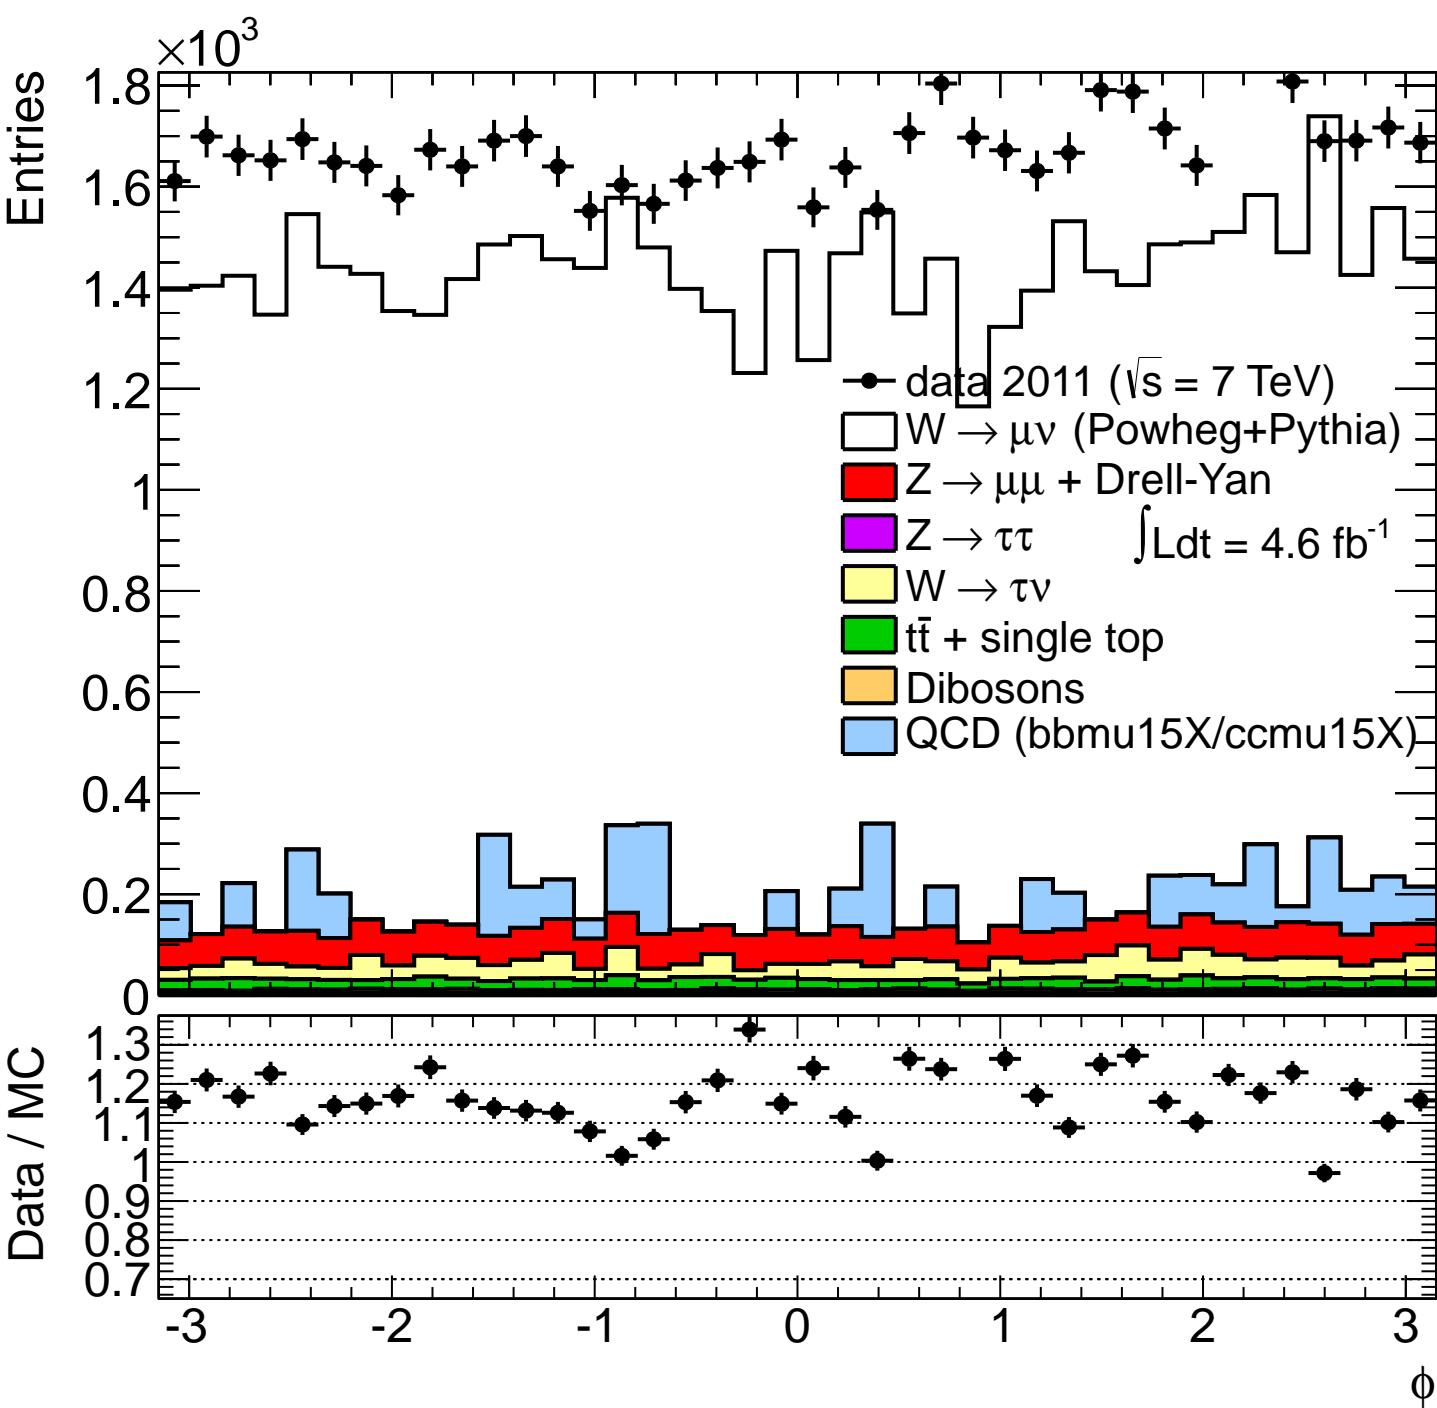 ×10³
Entries
1.8
1.6
1.4
1.2
1
0.8
0.6
0.4
0.2
0
data 2011 (√s = 7 TeV)
W → μν (Powheg+Pythia)
Z → μμ + Drell-Yan
Z → ττ
∫Ldt = 4.6 fb⁻¹
W → τν
tt̄ + single top
Dibosons
QCD (bbmu15X/ccmu15X)
Data / MC
1.3
1.2
1.1
1
0.9
0.8
0.7
-3 -2 -1 0 1 2 3
ϕ